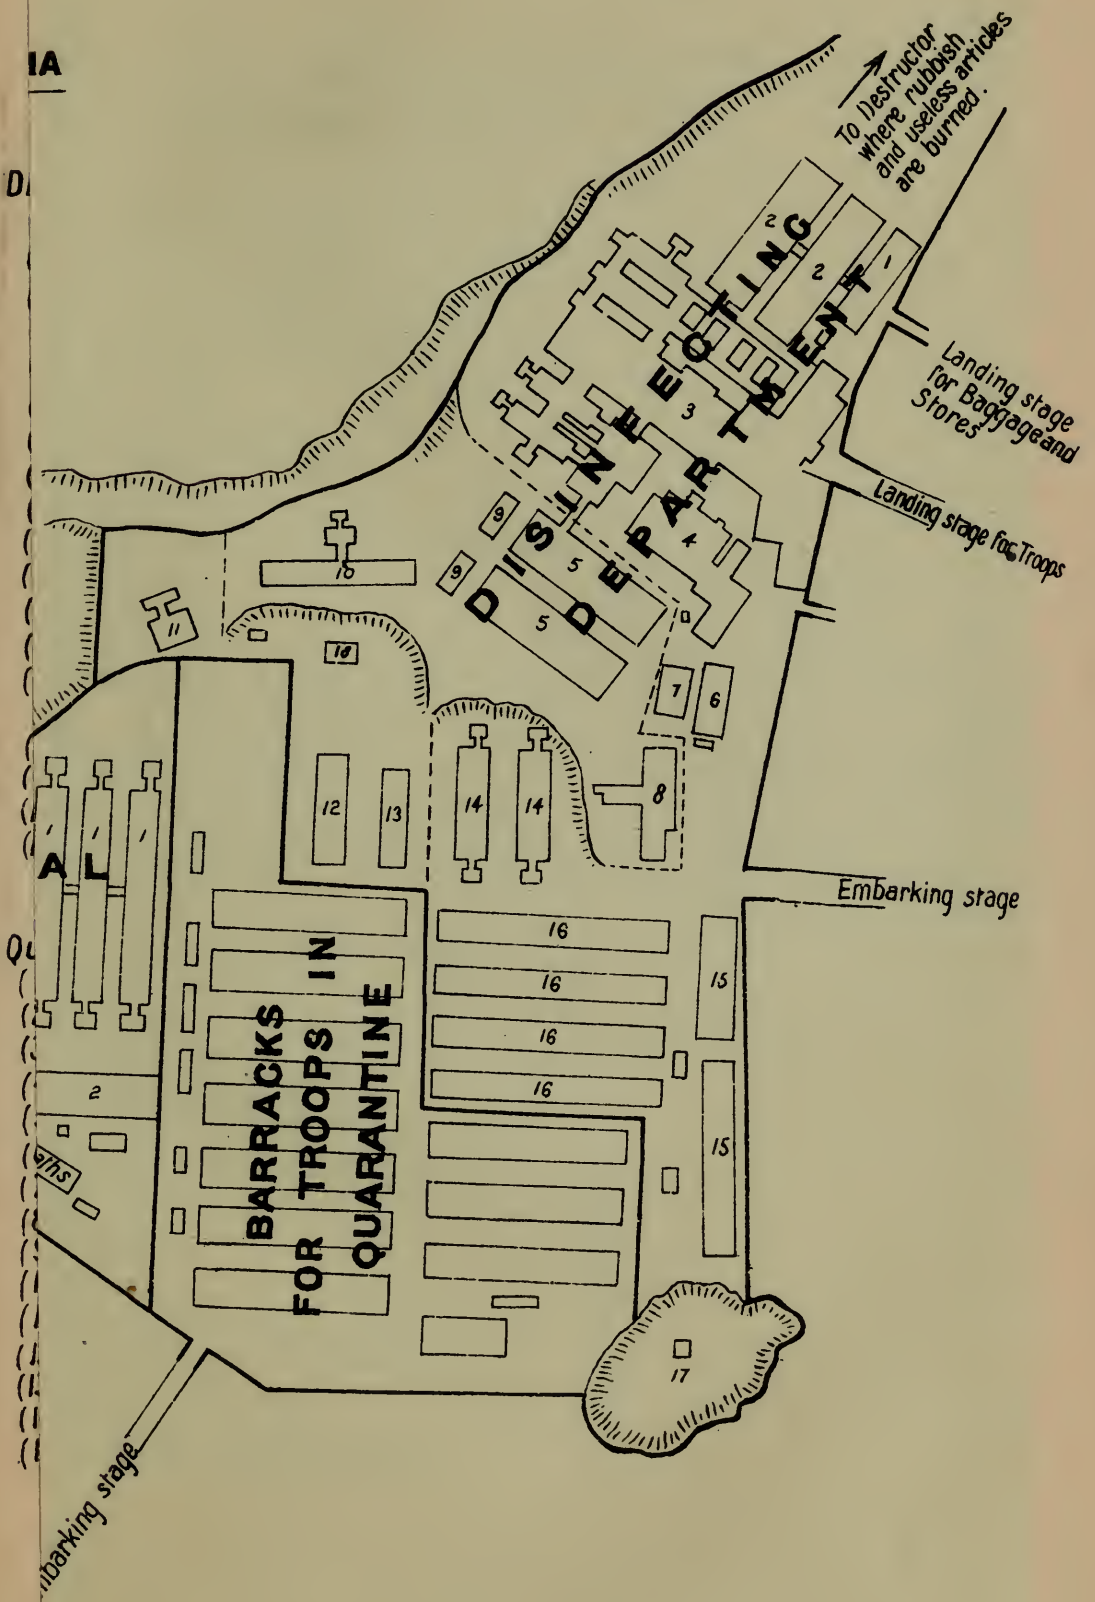 IA
To Destructor
where rubbish
and useless articles
are burned.
2
2
1
DISINFECTING
DEPARTMENT
3
4
5
5
Landing stage
for Baggage and
Stores
Landing stage for Troops
9
9
10
11
18
7
6
8
12
13
14
14
Embarking stage
1
1
1
AL
16
16
16
16
15
15
2
BARRACKS
FOR TROOPS IN
QUARANTINE
17